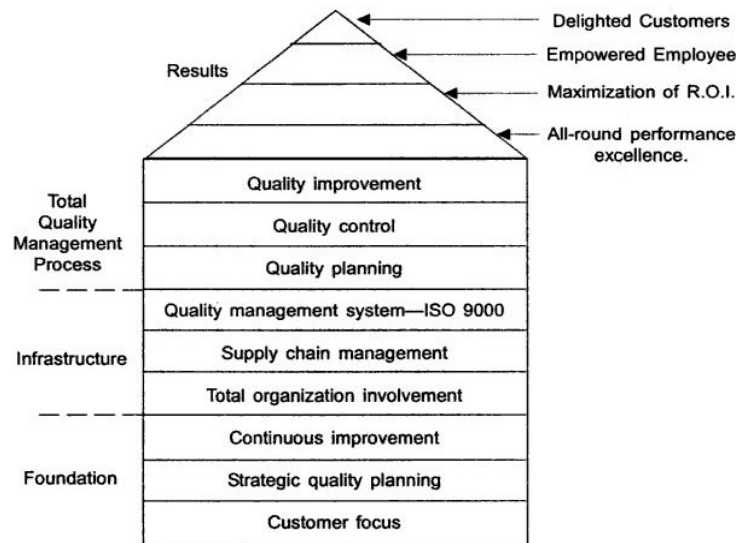 Delighted Customers
Empowered Employee
Results
Maximization of R.O.I.
All-round performance
excellence.
Total
Quality
Management
Process
Quality improvement
Quality control
Quality planning
Infrastructure
Quality management system—ISO 9000
Supply chain management
Total organization involvement
Foundation
Continuous improvement
Strategic quality planning
Customer focus